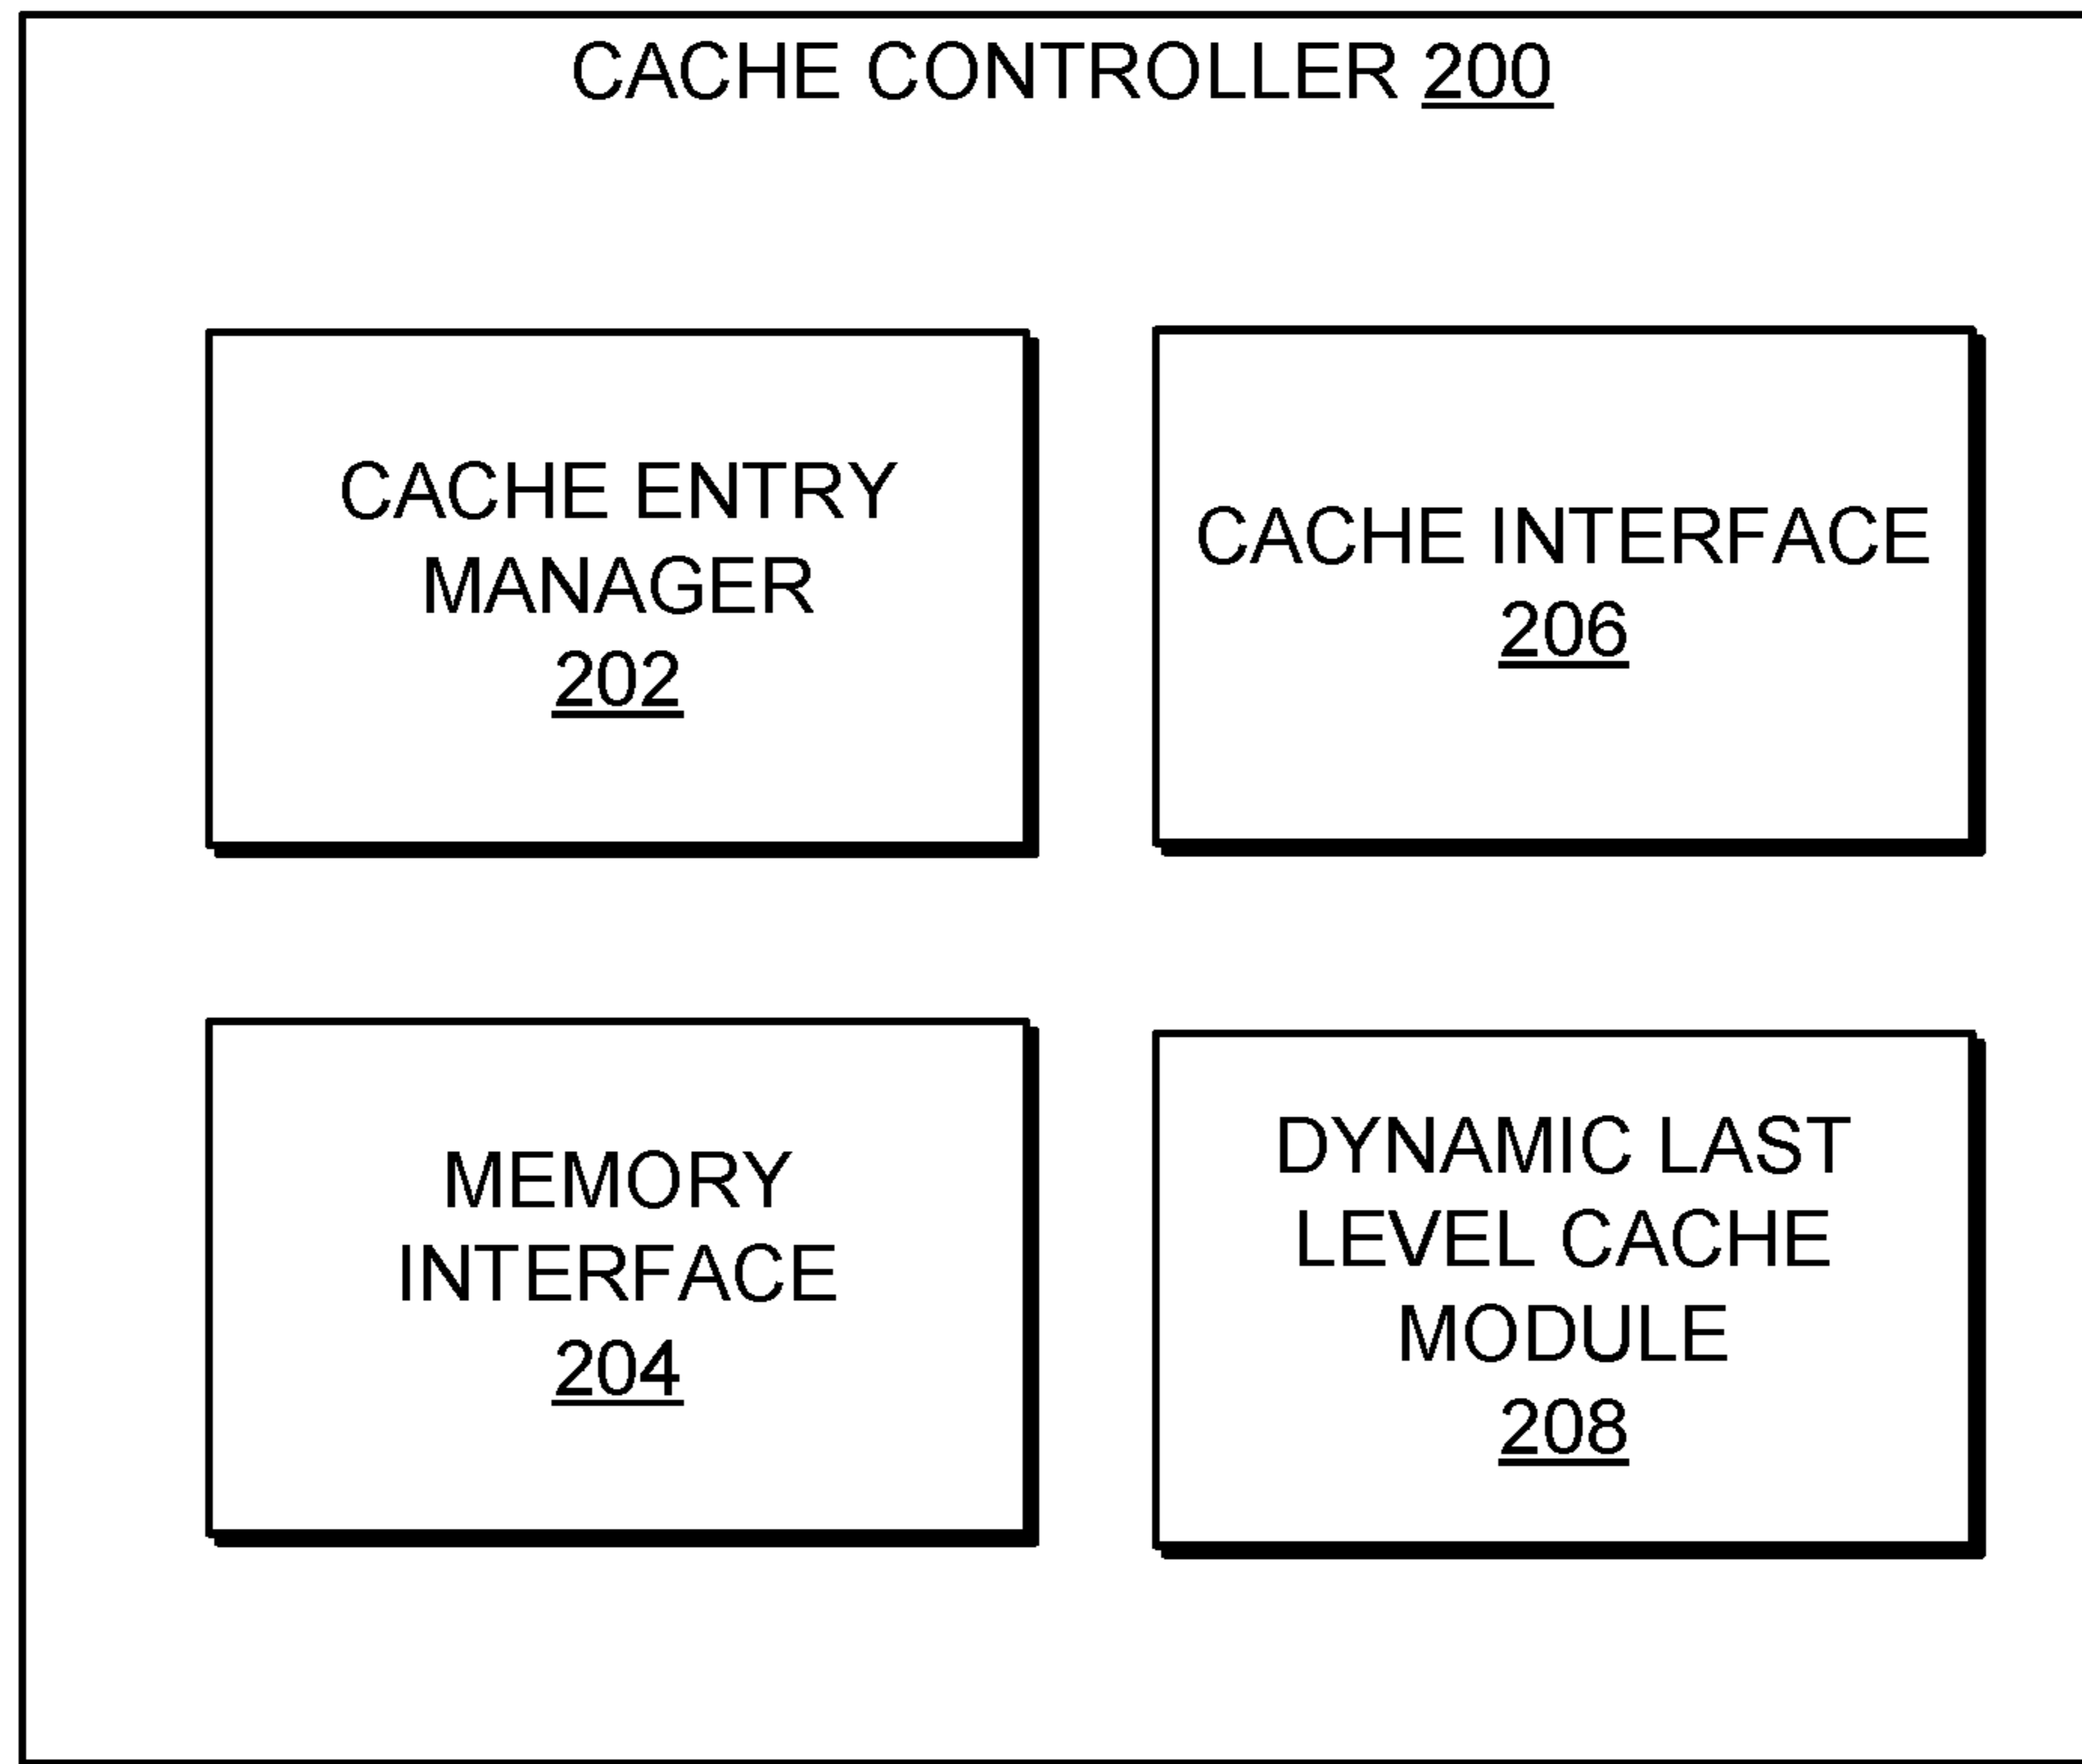 CACHE CONTROLLER 200
CACHE ENTRY
MANAGER
202
CACHE INTERFACE
206
MEMORY
INTERFACE
204
DYNAMIC LAST
LEVEL CACHE
MODULE
208